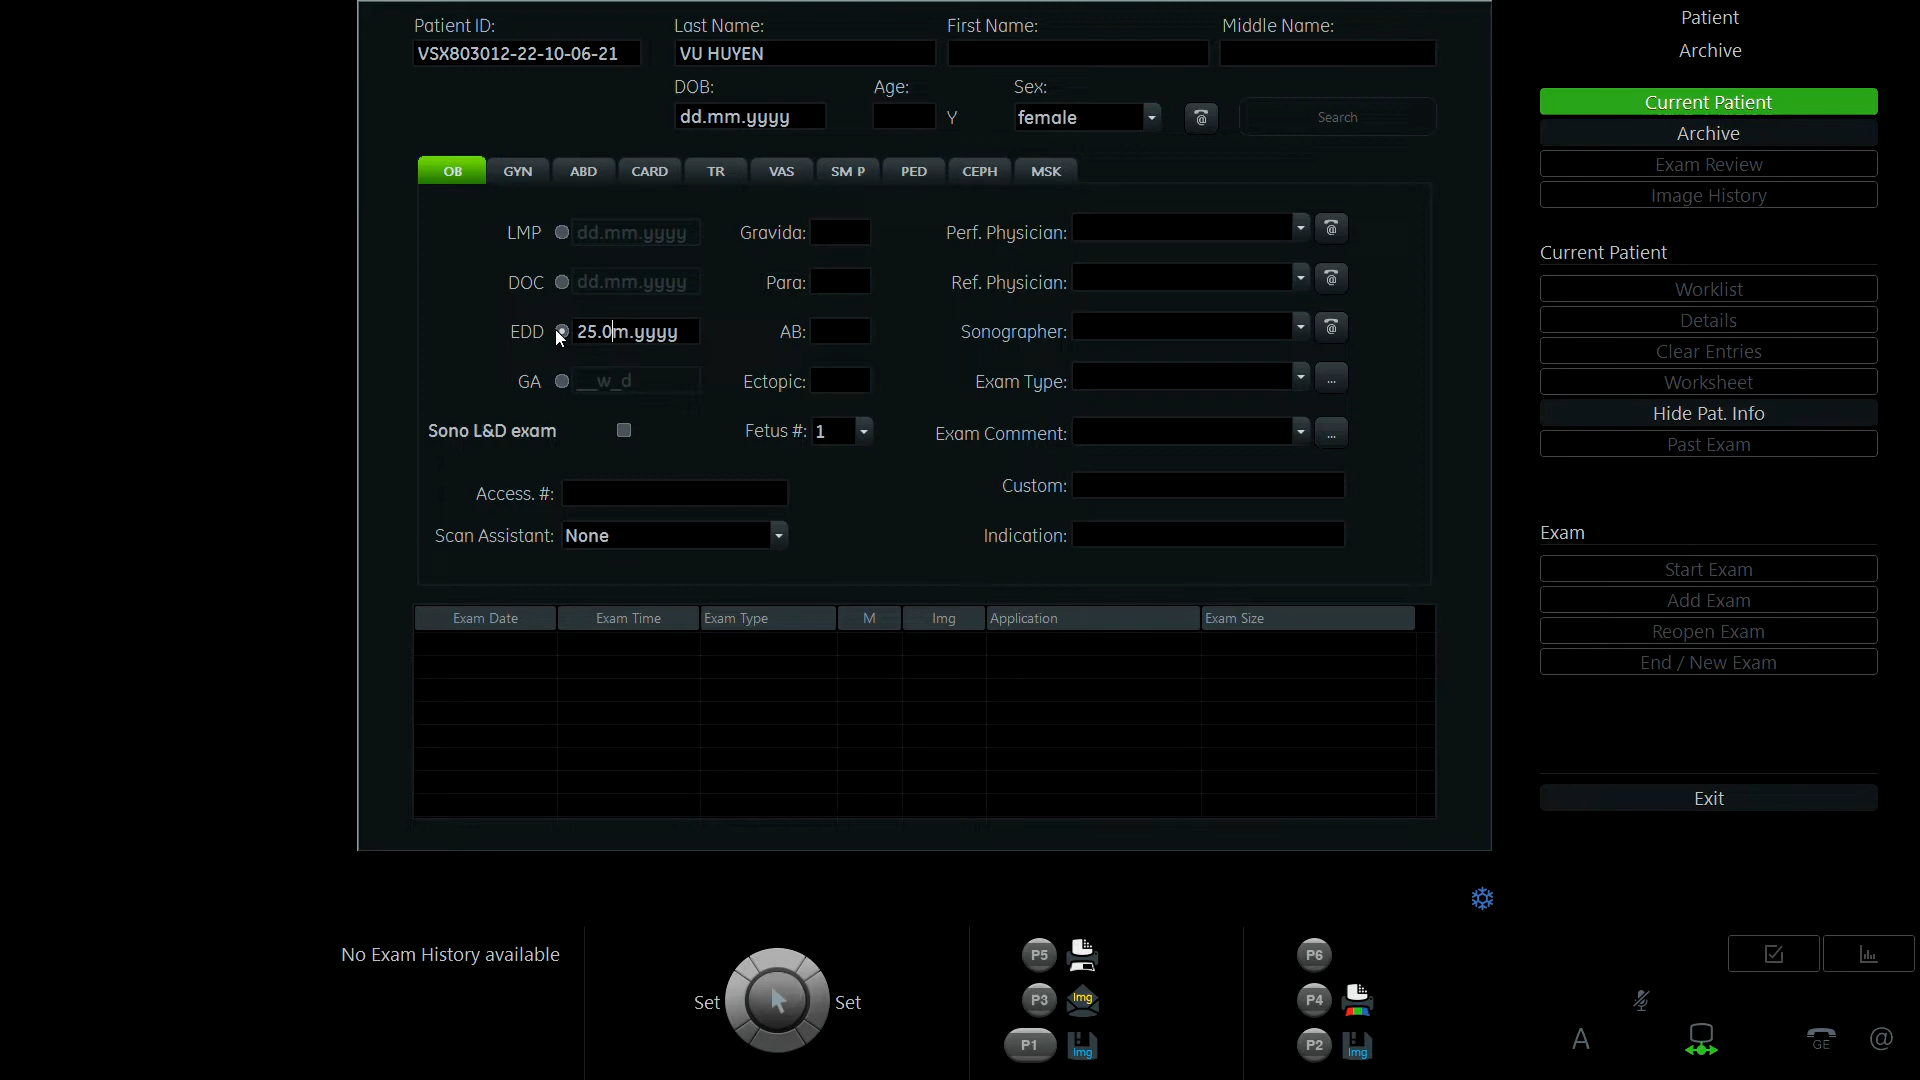 Patient ID: Last Name: First Name: Middle Name:
VSX803012-22-10-06-21 VU HUYEN
DOB: Age: Sex:
dd.mm.yyyy Y female @ Search
OB GYN ABD CARD TR VAS SM P PED CEPH MSK
LMP dd.mm.yyyy Gravida: Perf. Physician: @
DOC dd.mm.yyyy Para: Ref. Physician: @
EDD 25.0m.yyyy AB: Sonographer: @
GA __w_d Ectopic: Exam Type: ...
Sono L&D exam Fetus #: 1 Exam Comment: ...
Access. #: Custom:
Scan Assistant: None Indication:
Exam Date Exam Time Exam Type M Img Application Exam Size
Patient
Archive
Current Patient
Archive
Exam Review
Image History
Current Patient
Worklist
Details
Clear Entries
Worksheet
Hide Pat. Info
Past Exam
Exam
Start Exam
Add Exam
Reopen Exam
End / New Exam
Exit
No Exam History available
Set Set
P5
P3 Img
P1 Img
P6
P4
P2 Img
A GE @